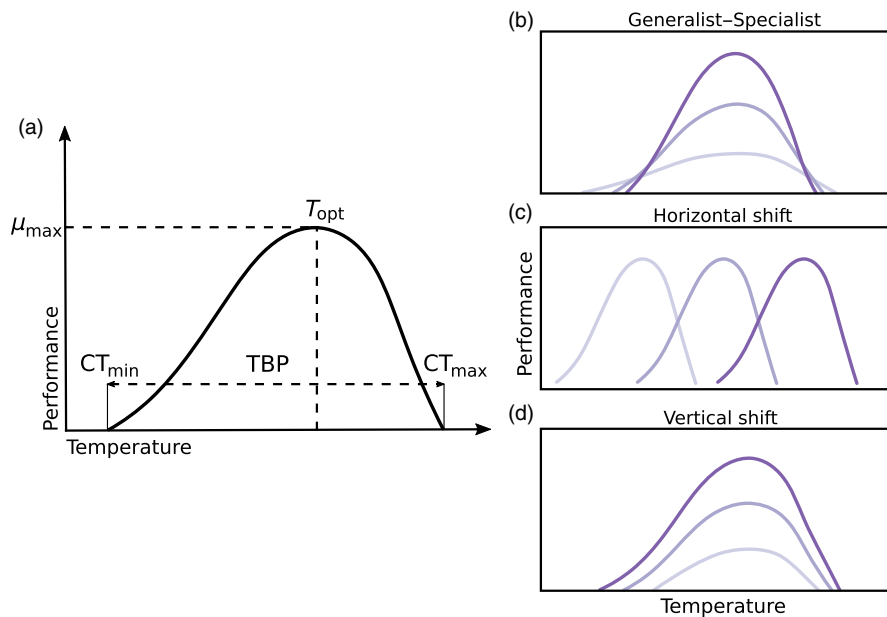 (a)
μmax
Topt
CTmin
TBP
CTmax
Performance
Temperature
(b)
Generalist–Specialist
(c)
Horizontal shift
Performance
(d)
Vertical shift
Temperature